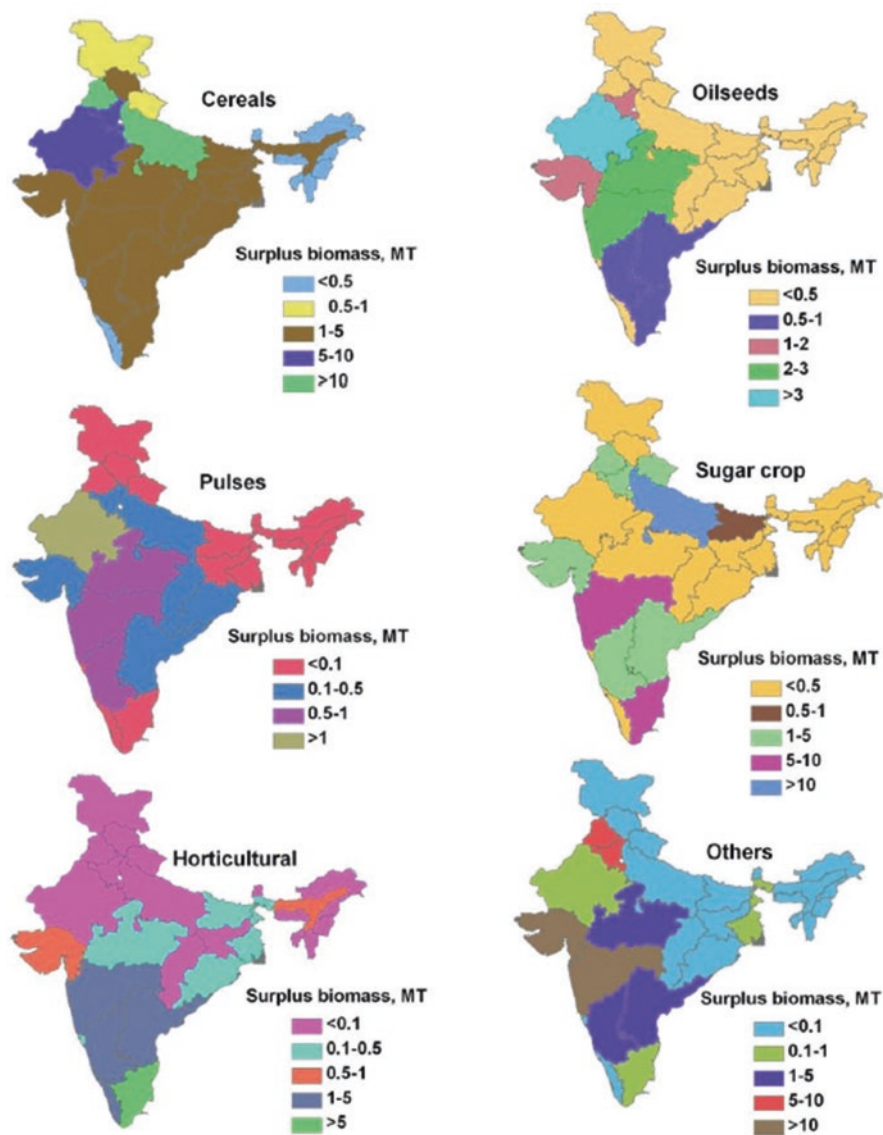 Cereals
Surplus biomass, MT
<0.5
0.5-1
1-5
5-10
>10
Oilseeds
Surplus biomass, MT
<0.5
0.5-1
1-2
2-3
>3
Pulses
Surplus biomass, MT
<0.1
0.1-0.5
0.5-1
>1
Sugar crop
Surplus biomass, MT
<0.5
0.5-1
1-5
5-10
>10
Horticultural
Surplus biomass, MT
<0.1
0.1-0.5
0.5-1
1-5
>5
Others
Surplus biomass, MT
<0.1
0.1-1
1-5
5-10
>10